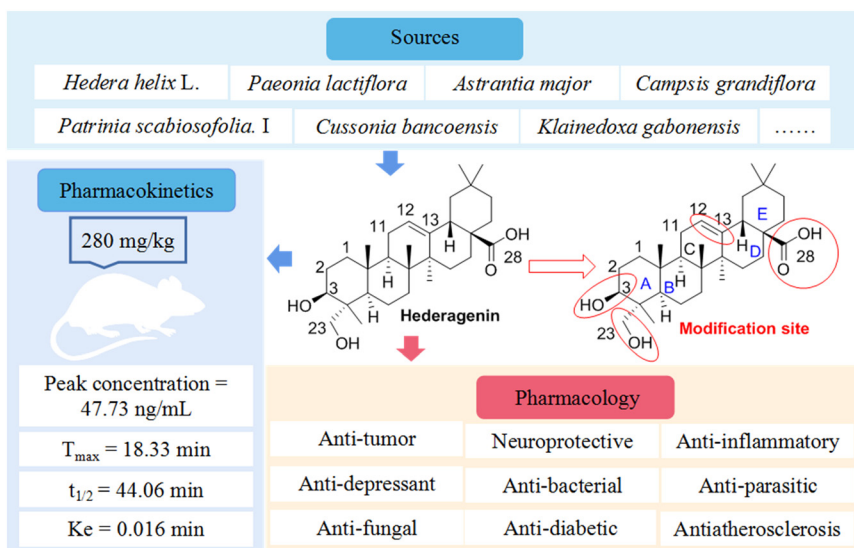 Sources
Hedera helix L.
Paeonia lactiflora
Astrantia major
Campsis grandiflora
Patrinia scabiosofolia. I
Cussonia bancoensis
Klainedoxa gabonensis
......
Pharmacokinetics
280 mg/kg
Peak concentration =
47.73 ng/mL
Tmax = 18.33 min
t1/2 = 44.06 min
Ke = 0.016 min
12
11
13
1
2
3
H
H
H
OH
O
28
HO
23
OH
Hederagenin
12
11
13
E
1
2
3
A
B
C
D
H
H
H
OH
O
28
HO
23
OH
Modification site
Pharmacology
Anti-tumor
Neuroprotective
Anti-inflammatory
Anti-depressant
Anti-bacterial
Anti-parasitic
Anti-fungal
Anti-diabetic
Antiatherosclerosis